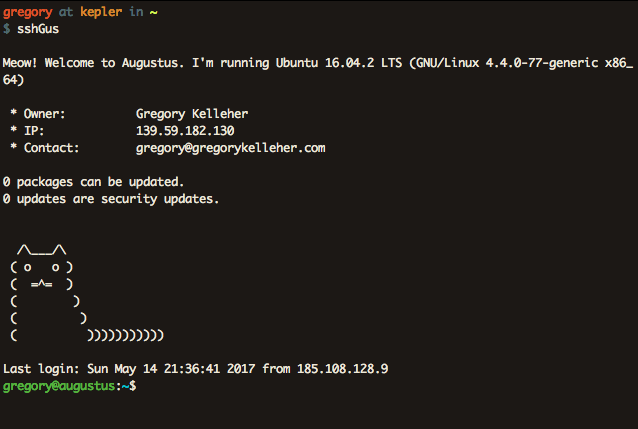 gregory at kepler in ~
$ sshGus

Meow! Welcome to Augustus. I'm running Ubuntu 16.04.2 LTS (GNU/Linux 4.4.0-77-generic x86_
64)

 * Owner:          Gregory Kelleher
 * IP:             139.59.182.130
 * Contact:        gregory@gregorykelleher.com

0 packages can be updated.
0 updates are security updates.


  /\___/\
 ( o   o )
 (  =^=  )
 (        )
 (         )
 (          )))))))))))

Last login: Sun May 14 21:36:41 2017 from 185.108.128.9
gregory@augustus:~$